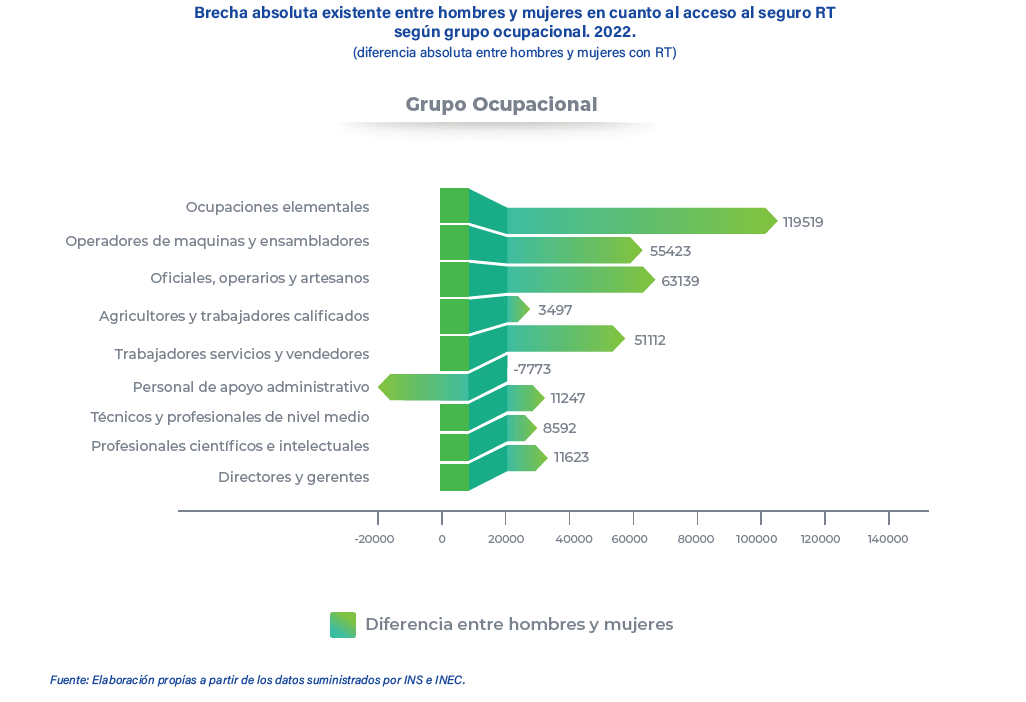 Brecha absoluta existente entre hombres y mujeres en cuanto al acceso al seguro RT
según grupo ocupacional. 2022.
(diferencia absoluta entre hombres y mujeres con RT)
Grupo Ocupacional
Ocupaciones elementales
119519
Operadores de maquinas y ensambladores
55423
Oficiales, operarios y artesanos
63139
Agricultores y trabajadores calificados
3497
Trabajadores servicios y vendedores
51112
Personal de apoyo administrativo
-7773
Técnicos y profesionales de nivel medio
11247
Profesionales científicos e intelectuales
8592
Directores y gerentes
11623
-20000 0 20000 40000 60000 80000 100000 120000 140000
Diferencia entre hombres y mujeres
Fuente: Elaboración propias a partir de los datos suministrados por INS e INEC.